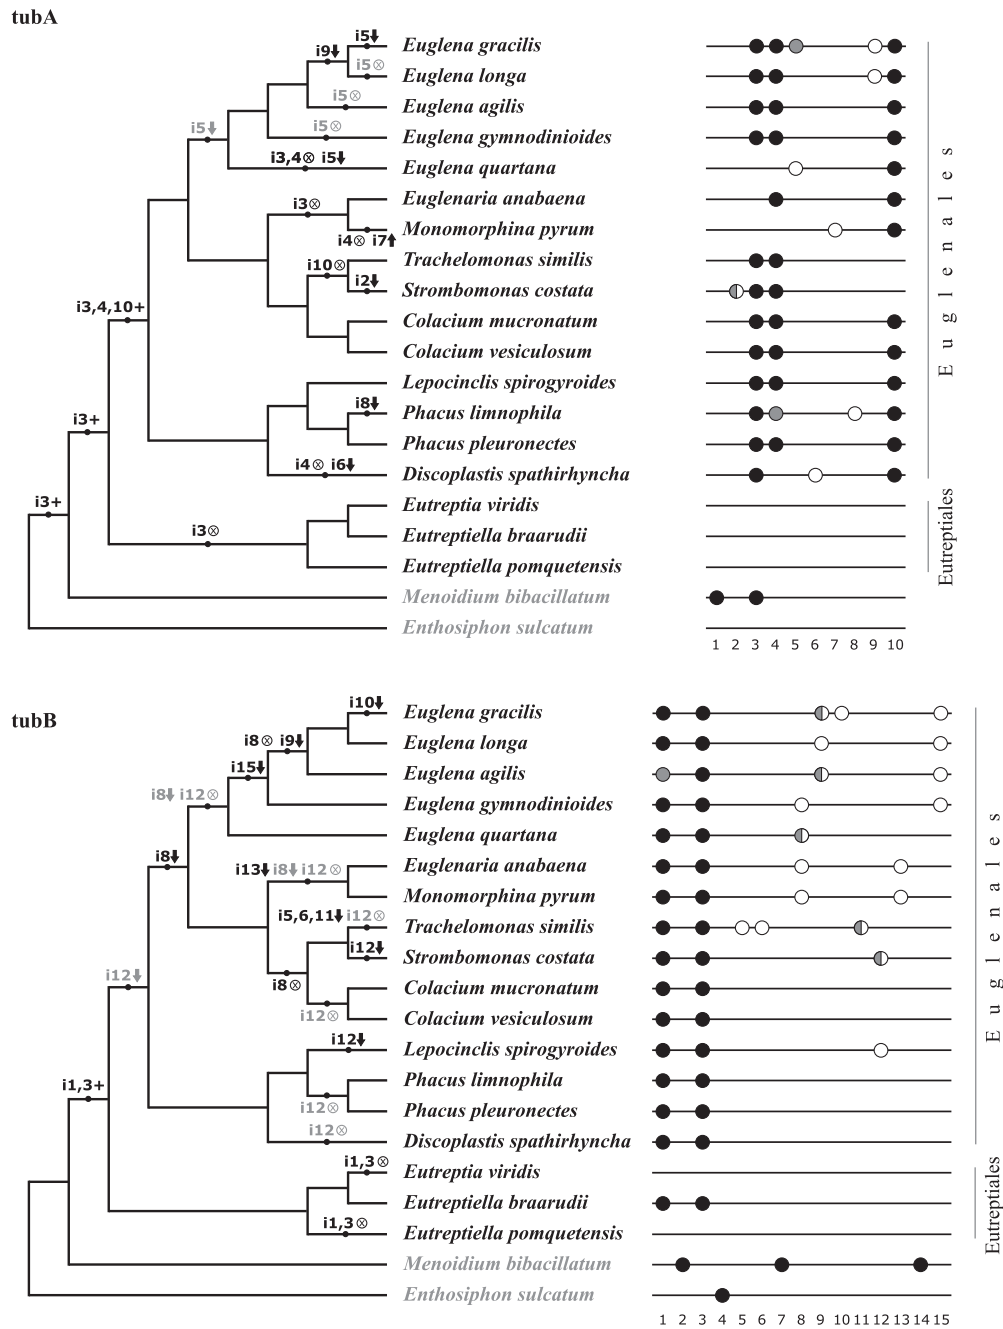 tubA
i5⬇ Euglena gracilis
i9⬇
i5⊗ Euglena longa
i5⊗ Euglena agilis
i5⬇ i5⊗ Euglena gymnodinioides
i3,4⊗ i5⬇ Euglena quartana
i3⊗ Euglenaria anabaena
i4⊗ i7⬆ Monomorphina pyrum
i10⊗ Trachelomonas similis
i2⬇ Strombomonas costata
i3,4,10+ Colacium mucronatum
Colacium vesiculosum
Lepocinclis spirogyroides
i8⬇ Phacus limnophila
i3+ Phacus pleuronectes
i4⊗ i6⬇ Discoplastis spathirhyncha
i3+ Eutreptia viridis
i3⊗ Eutreptiella braarudii
Eutreptiella pomquetensis
Menoidium bibacillatum
Enthosiphon sulcatum
Euglenales
Eutreptiales
1 2 3 4 5 6 7 8 9 10
tubB
i10⬇ Euglena gracilis
i8⊗ i9⬇ Euglena longa
i15⬇ Euglena agilis
i8⬇ i12⊗ Euglena gymnodinioides
Euglena quartana
i8⬇ i13⬇ i8⬇ i12⊗ Euglenaria anabaena
Monomorphina pyrum
i5,6,11⬇ i12⊗ Trachelomonas similis
i12⬇ Strombomonas costata
i12⬇ i8⊗ Colacium mucronatum
i12⊗ Colacium vesiculosum
i12⬇ Lepocinclis spirogyroides
i1,3+ Phacus limnophila
i12⊗ Phacus pleuronectes
i12⊗ Discoplastis spathirhyncha
i1,3⊗ Eutreptia viridis
Eutreptiella braarudii
i1,3⊗ Eutreptiella pomquetensis
Menoidium bibacillatum
Enthosiphon sulcatum
Euglenales
Eutreptiales
1 2 3 4 5 6 7 8 9 10 11 12 13 14 15